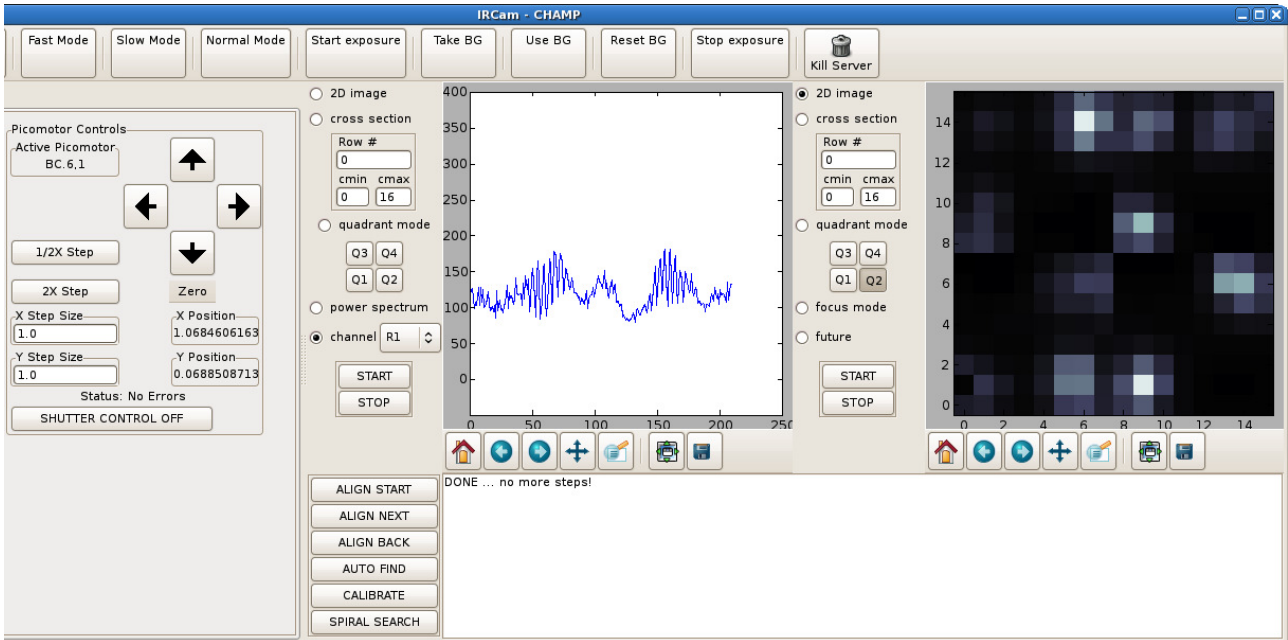 IRCam - CHAMP
Fast Mode
Slow Mode
Normal Mode
Start exposure
Take BG
Use BG
Reset BG
Stop exposure
Kill Server
Picomotor Controls
Active Picomotor
BC.6,1
1/2X Step
2X Step
Zero
X Step Size
1.0
X Position
1.0684606163
Y Step Size
1.0
Y Position
0.0688508713
Status: No Errors
SHUTTER CONTROL OFF
2D image
cross section
Row #
0
cmin cmax
0 16
quadrant mode
Q3 Q4
Q1 Q2
power spectrum
channel R1
START
STOP
400
350
300
250
200
150
100
50
0
0 50 100 150 200 250
2D image
cross section
Row #
0
cmin cmax
0 16
quadrant mode
Q3 Q4
Q1 Q2
focus mode
future
START
STOP
14
12
10
8
6
4
2
0
0 2 4 6 8 10 12 14
ALIGN START
ALIGN NEXT
ALIGN BACK
AUTO FIND
CALIBRATE
SPIRAL SEARCH
DONE ... no more steps!